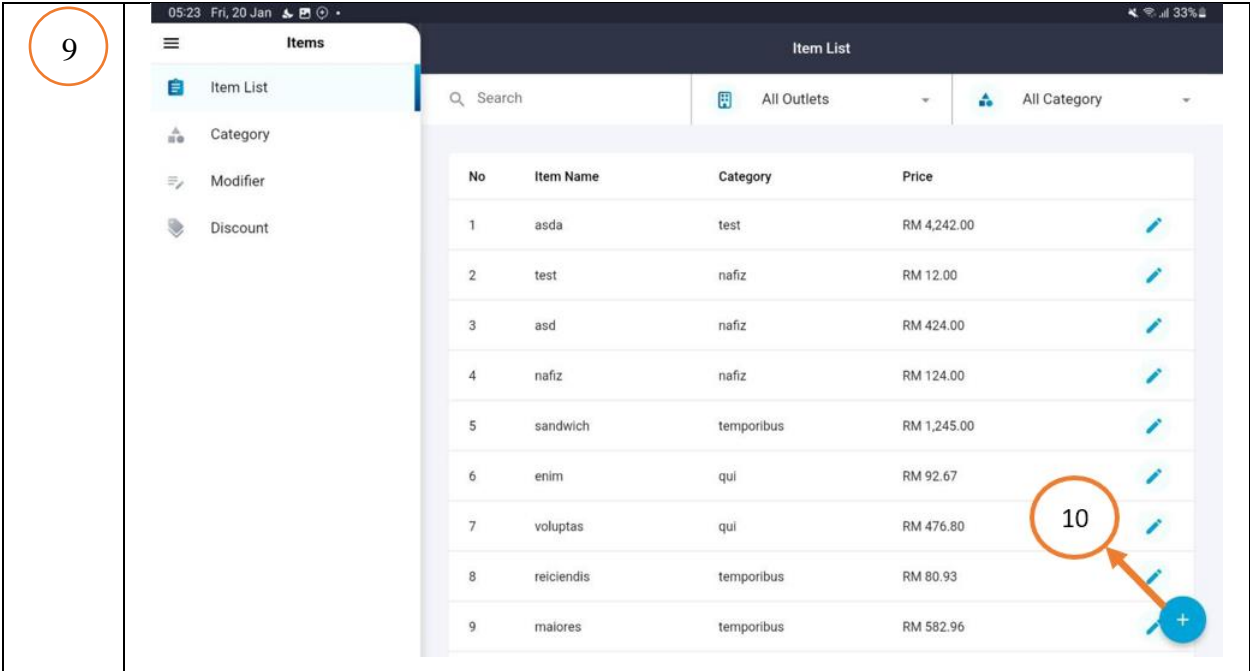 9
05:23 Fri, 20 Jan
33%
Items
Item List
Category
Modifier
Discount
Item List
Search All Outlets All Category
No Item Name Category Price
1 asda test RM 4,242.00
2 test nafiz RM 12.00
3 asd nafiz RM 424.00
4 nafiz nafiz RM 124.00
5 sandwich temporibus RM 1,245.00
6 enim qui RM 92.67
7 voluptas qui RM 476.80
10
8 reiciendis temporibus RM 80.93
9 maiores temporibus RM 582.96
+